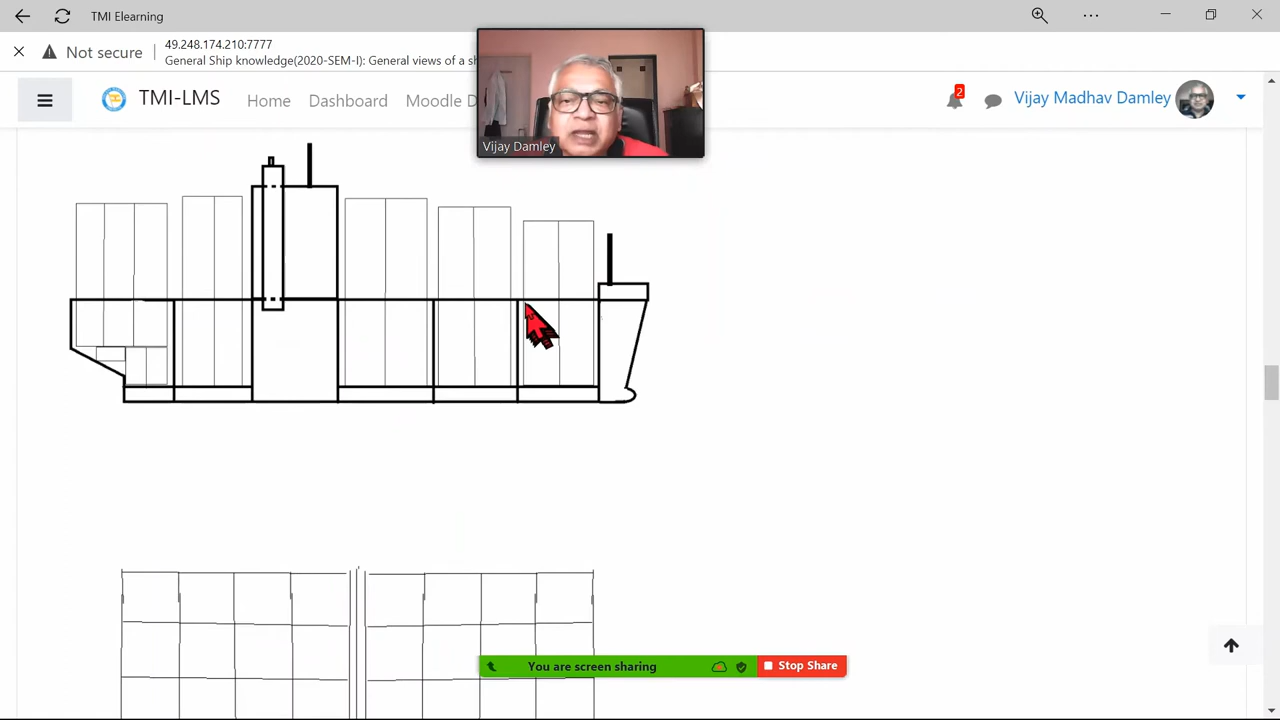 TMI Elearning
Not secure
49.248.174.210:7777
General Ship knowledge(2020-SEM-I): General views of a sh
TMI-LMS
Home
Dashboard
Moodle D
2
Vijay Madhav Damley
Vijay Damley
You are screen sharing
Stop Share